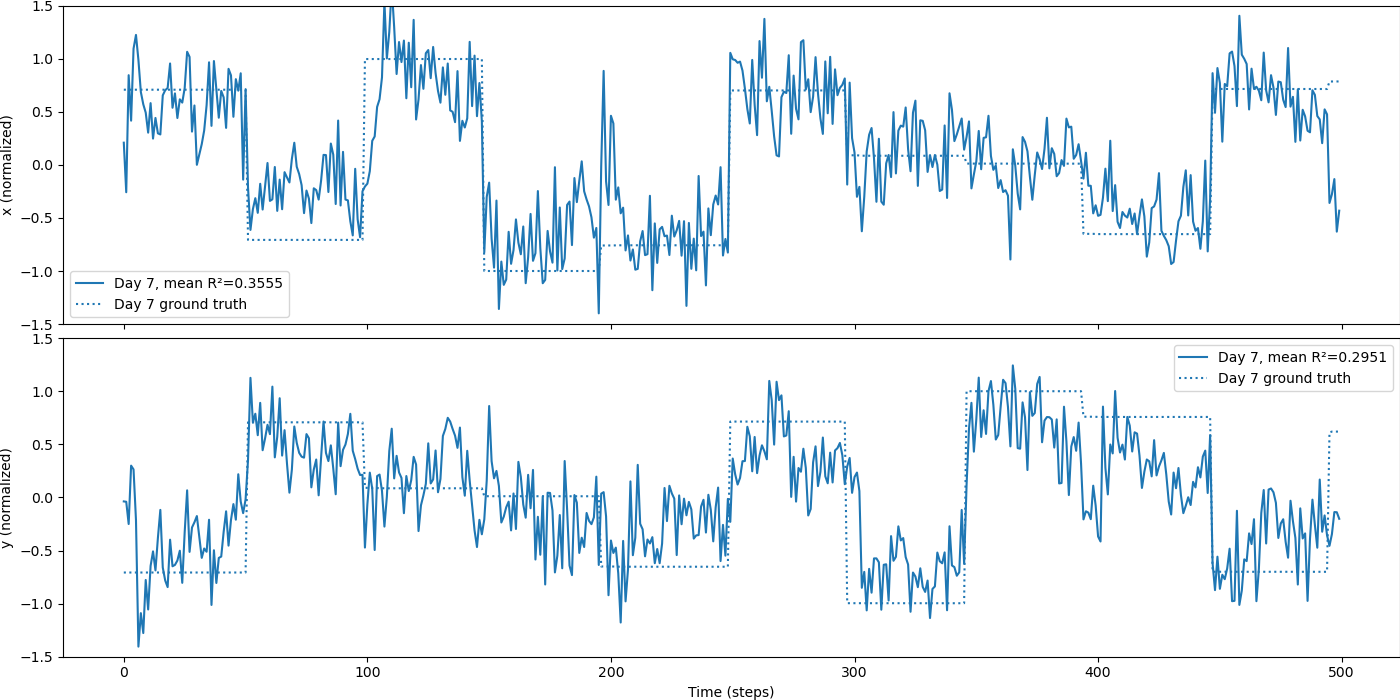 1.5
1.0
0.5
0.0
−0.5
−1.0
−1.5
x (normalized)
Day 7, mean R²=0.3555
Day 7 ground truth
1.5
1.0
0.5
0.0
−0.5
−1.0
−1.5
y (normalized)
Day 7, mean R²=0.2951
Day 7 ground truth
0 100 200 300 400 500
Time (steps)